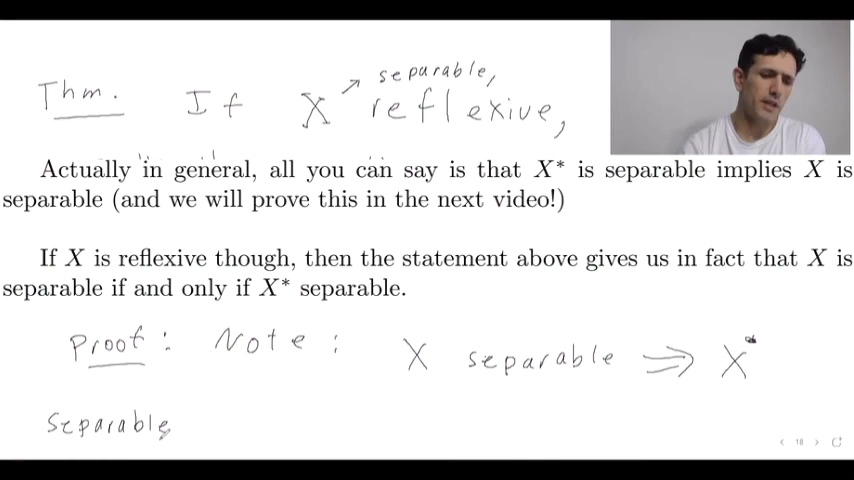 separable,
Thm. If X reflexive,
Actually in general, all you can say is that X* is separable implies X is
separable (and we will prove this in the next video!)
If X is reflexive though, then the statement above gives us in fact that X is
separable if and only if X* separable.
Proof: Note: X separable ⇒ X*
separable,
< 18 >